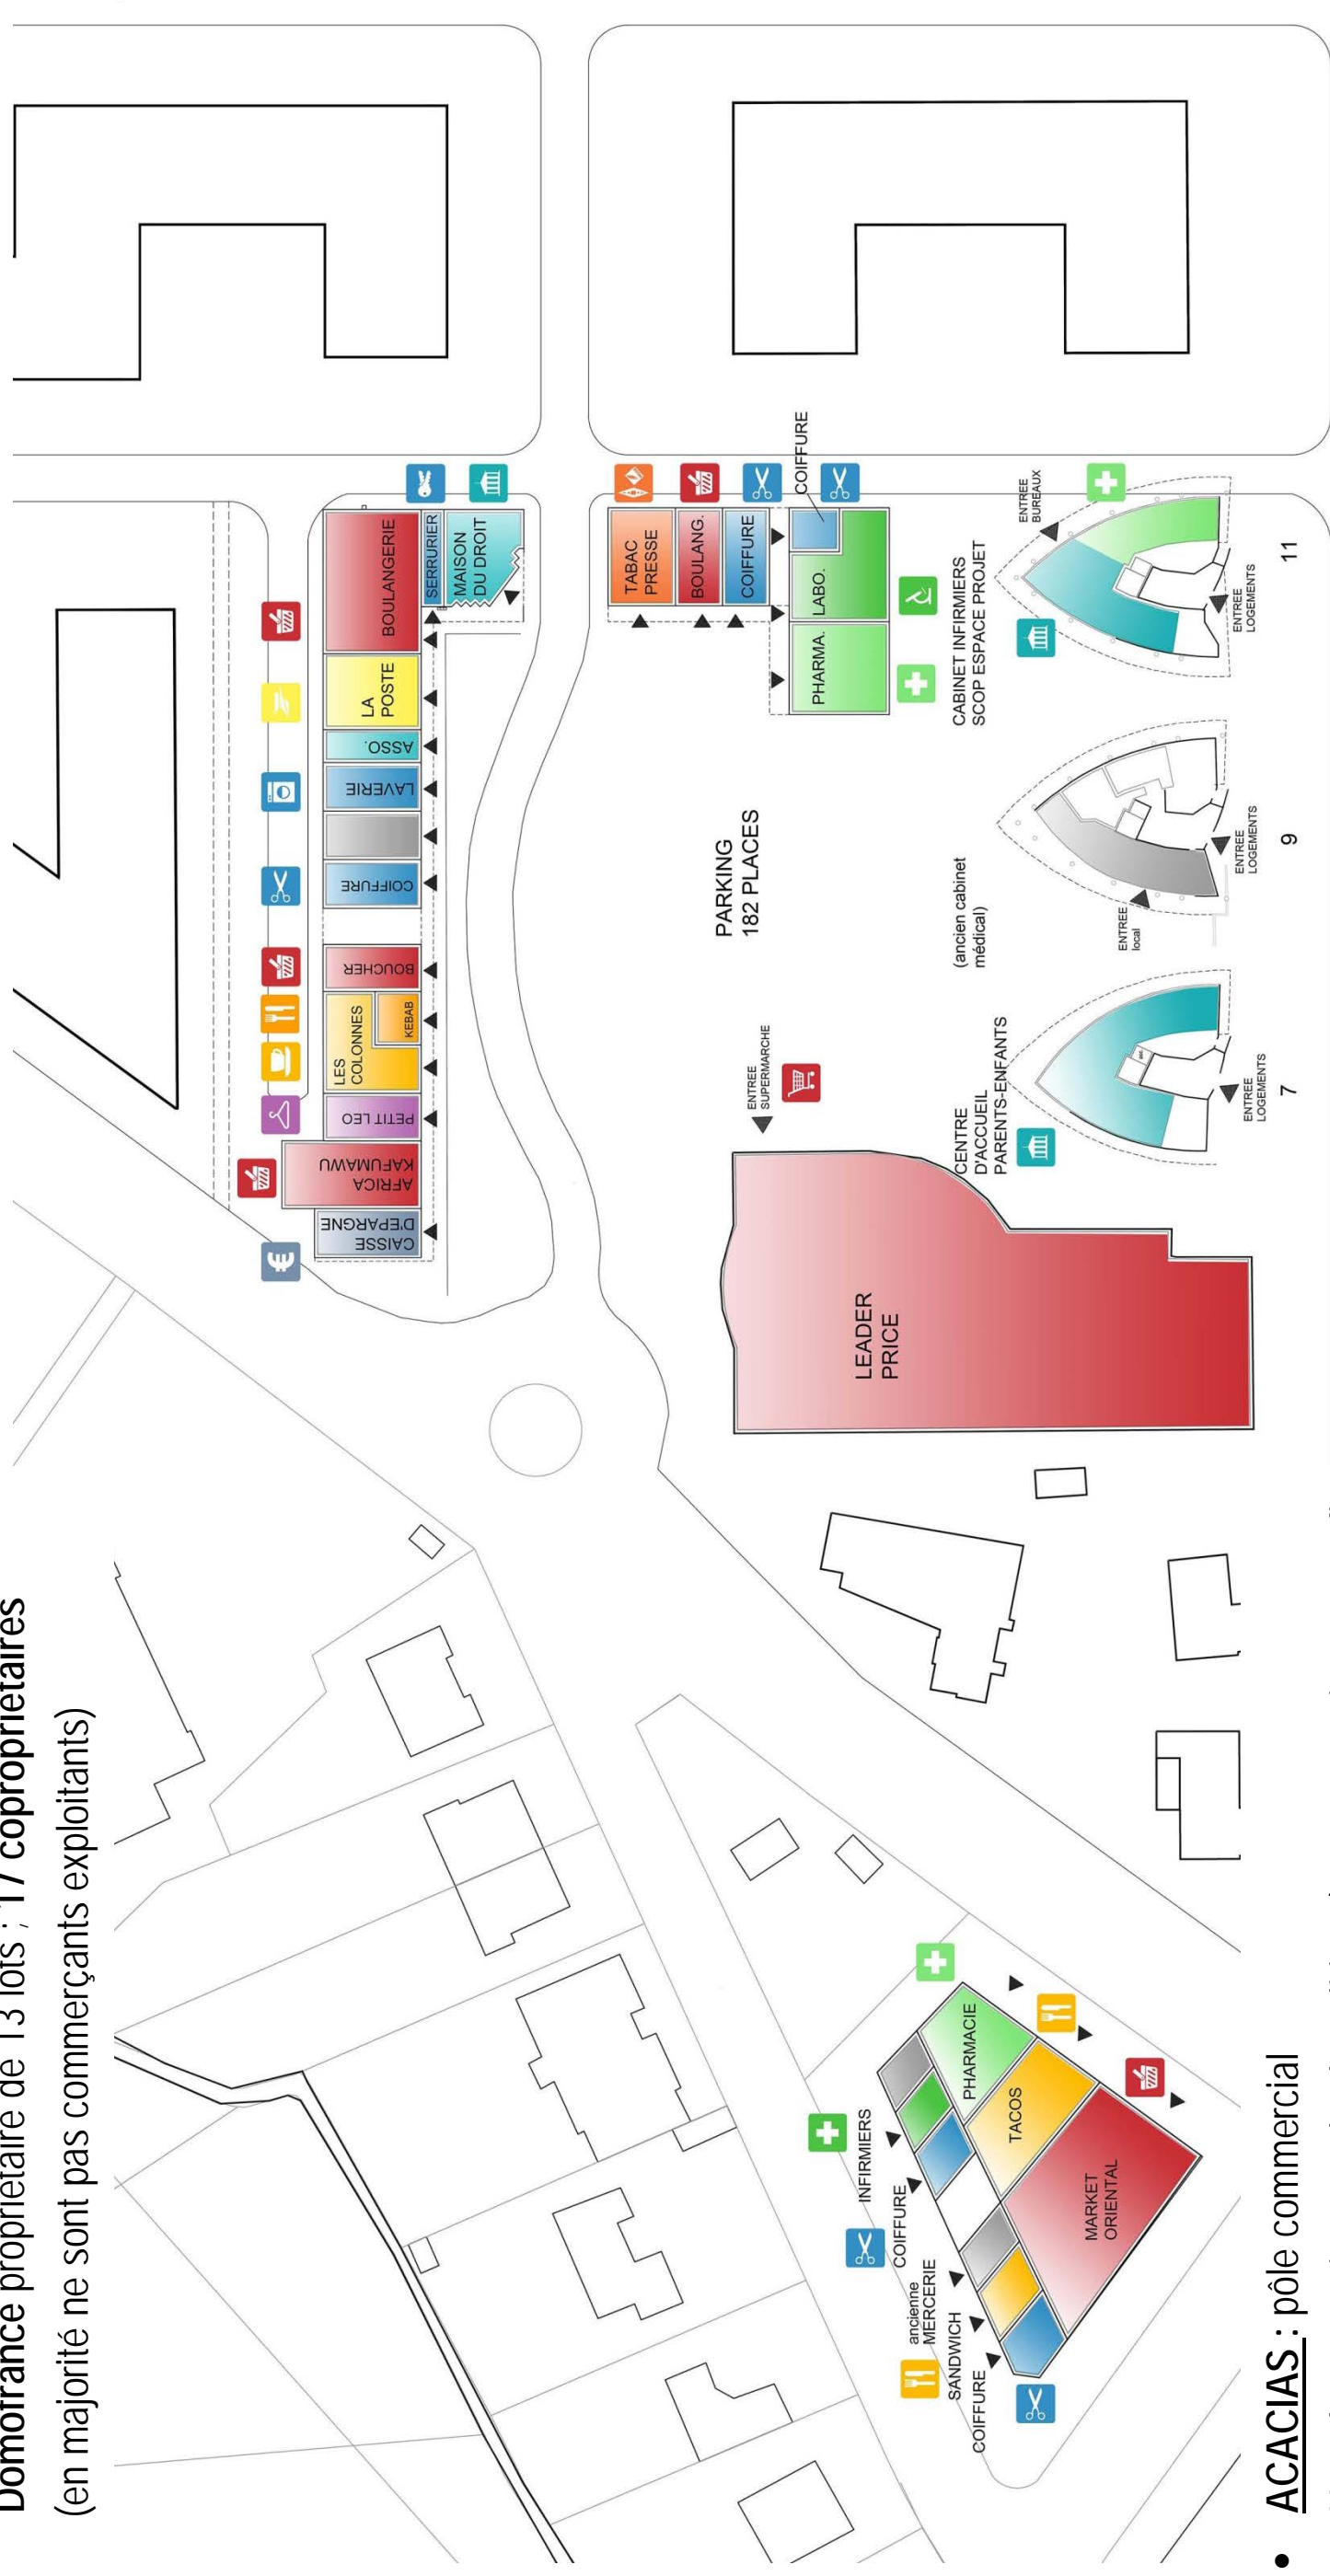 Domofrance propriétaire de 13 lots ; 17 copropriétaires
(en majorité ne sont pas commerçants exploitants)
CAISSE
D'EPARGNE
AFRICA
KAFUMAWU
PETIT LEO
LES
COLONNES
KEBAB
BOUCHER
COIFFURE
LAVERIE
ASSO.
LA
POSTE
BOULANGERIE
SERRURIER
MAISON
DU DROIT
TABAC
PRESSE
BOULANG.
COIFFURE
COIFFURE
LABO.
PHARMA.
PARKING
182 PLACES
ENTREE
SUPERMARCHE
LEADER
PRICE
CENTRE
D'ACCUEIL
PARENTS-ENFANTS
ENTREE
LOGEMENTS
7
(ancien cabinet
médical)
ENTREE
local
ENTREE
LOGEMENTS
9
CABINET INFIRMIERS
SCOP ESPACE PROJET
ENTREE
BUREAUX
ENTREE
LOGEMENTS
11
INFIRMIERS
COIFFURE
ancienne
MERCERIE
SANDWICH
COIFFURE
PHARMACIE
TACOS
MARKET
ORIENTAL
• ACACIAS : pôle commercial